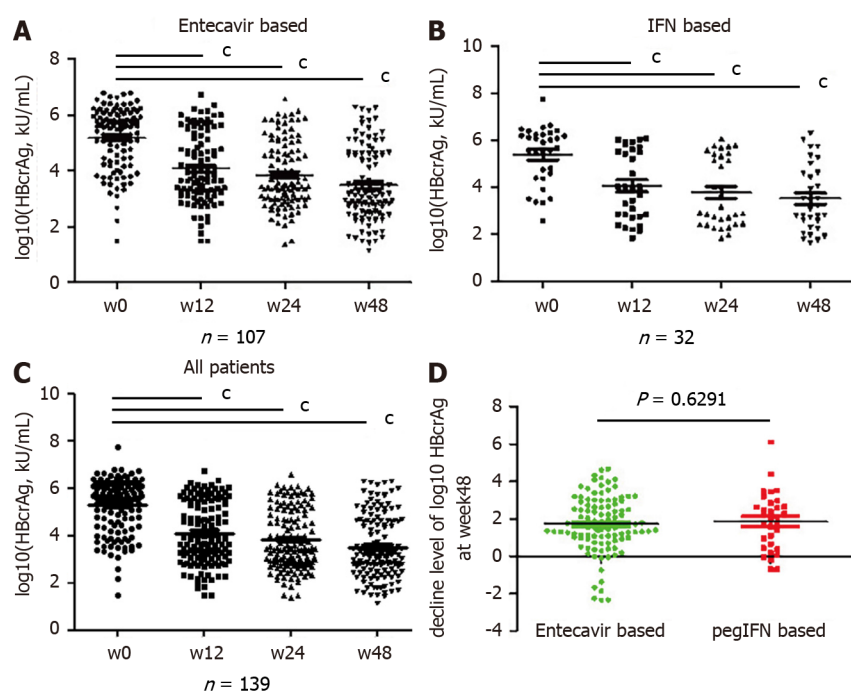 A
Entecavir based
log10(HBcrAg, kU/mL)
8
6
4
2
0
c
c
c
w0 w12 w24 w48
n = 107
B
IFN based
log10(HBcrAg, kU/mL)
10
8
6
4
2
0
c
c
c
w0 w12 w24 w48
n = 32
C
All patients
log10(HBcrAg, kU/mL)
10
8
6
4
2
0
c
c
c
w0 w12 w24 w48
n = 139
D
P = 0.6291
decline level of log10 HBcrAg
at week48
8
6
4
2
0
-2
-4
Entecavir based pegIFN based